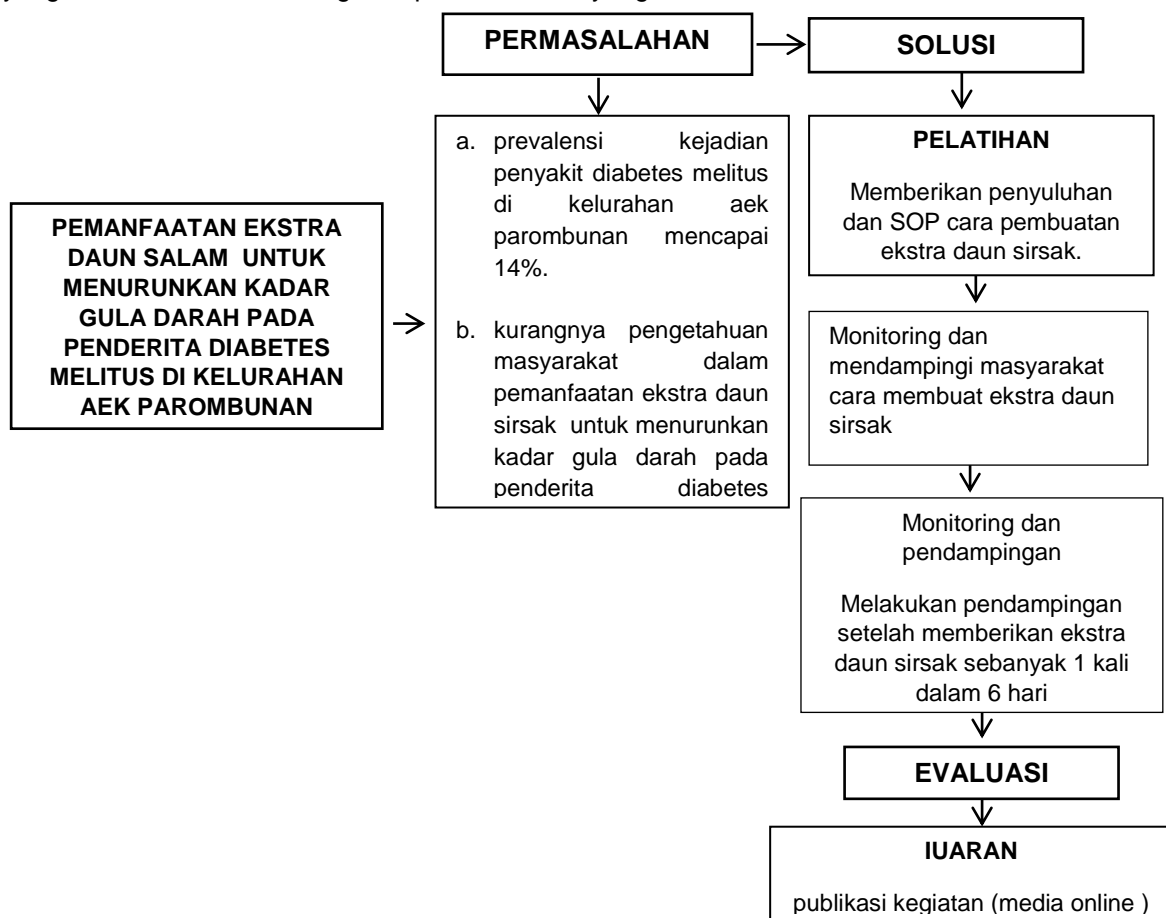 PERMASALAHAN
SOLUSI
PEMANFAATAN EKSTRA
DAUN SALAM UNTUK
MENURUNKAN KADAR
GULA DARAH PADA
PENDERITA DIABETES
MELITUS DI KELURAHAN
AEK PAROMBUNAN
a. prevalensi kejadian
penyakit diabetes melitus
di kelurahan aek
parombunan mencapai
14%.
b. kurangnya pengetahuan
masyarakat dalam
pemanfaatan ekstra daun
sirsak untuk menurunkan
kadar gula darah pada
penderita diabetes
PELATIHAN
Memberikan penyuluhan
dan SOP cara pembuatan
ekstra daun sirsak.
Monitoring dan
mendampingi masyarakat
cara membuat ekstra daun
sirsak
Monitoring dan
pendampingan
Melakukan pendampingan
setelah memberikan ekstra
daun sirsak sebanyak 1 kali
dalam 6 hari
EVALUASI
IUARAN
publikasi kegiatan (media online )